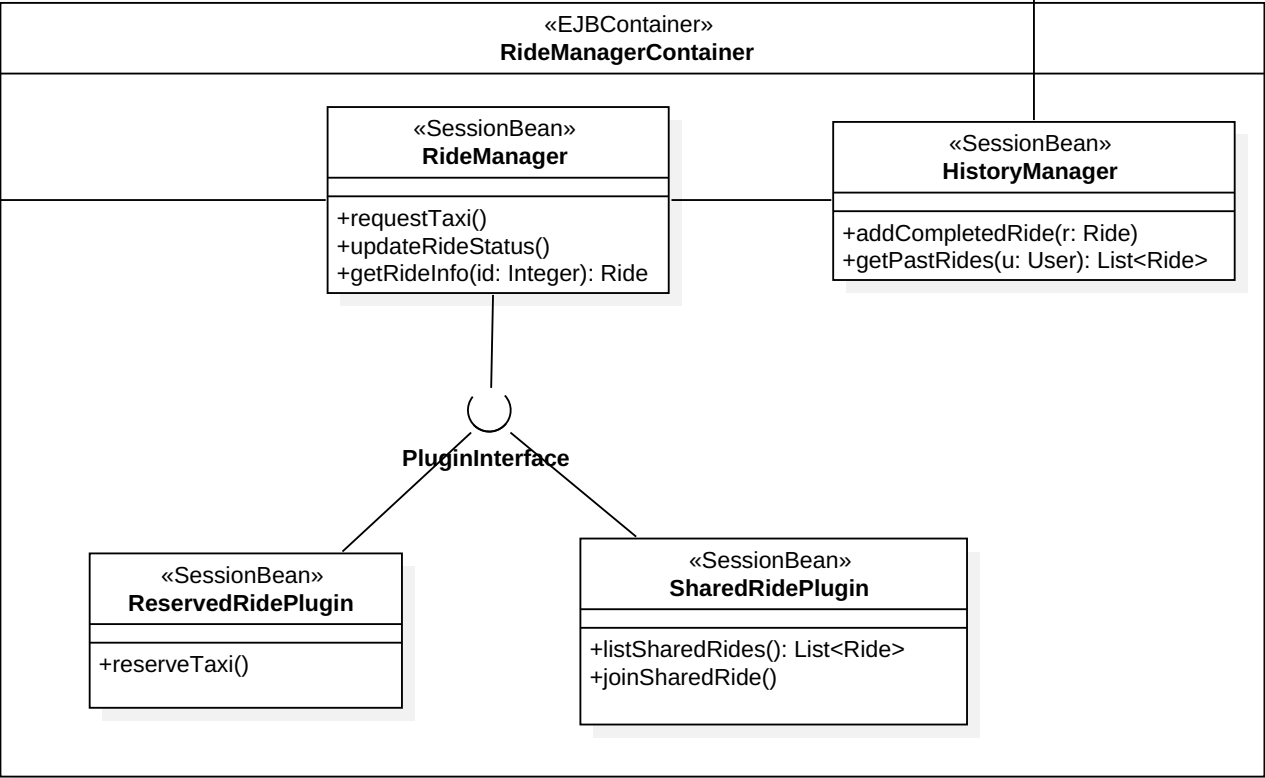 «EJBContainer»
RideManagerContainer
«SessionBean»
RideManager
+requestTaxi()
+updateRideStatus()
+getRideInfo(id: Integer): Ride
«SessionBean»
HistoryManager
+addCompletedRide(r: Ride)
+getPastRides(u: User): List<Ride>
PluginInterface
«SessionBean»
ReservedRidePlugin
+reserveTaxi()
«SessionBean»
SharedRidePlugin
+listSharedRides(): List<Ride>
+joinSharedRide()